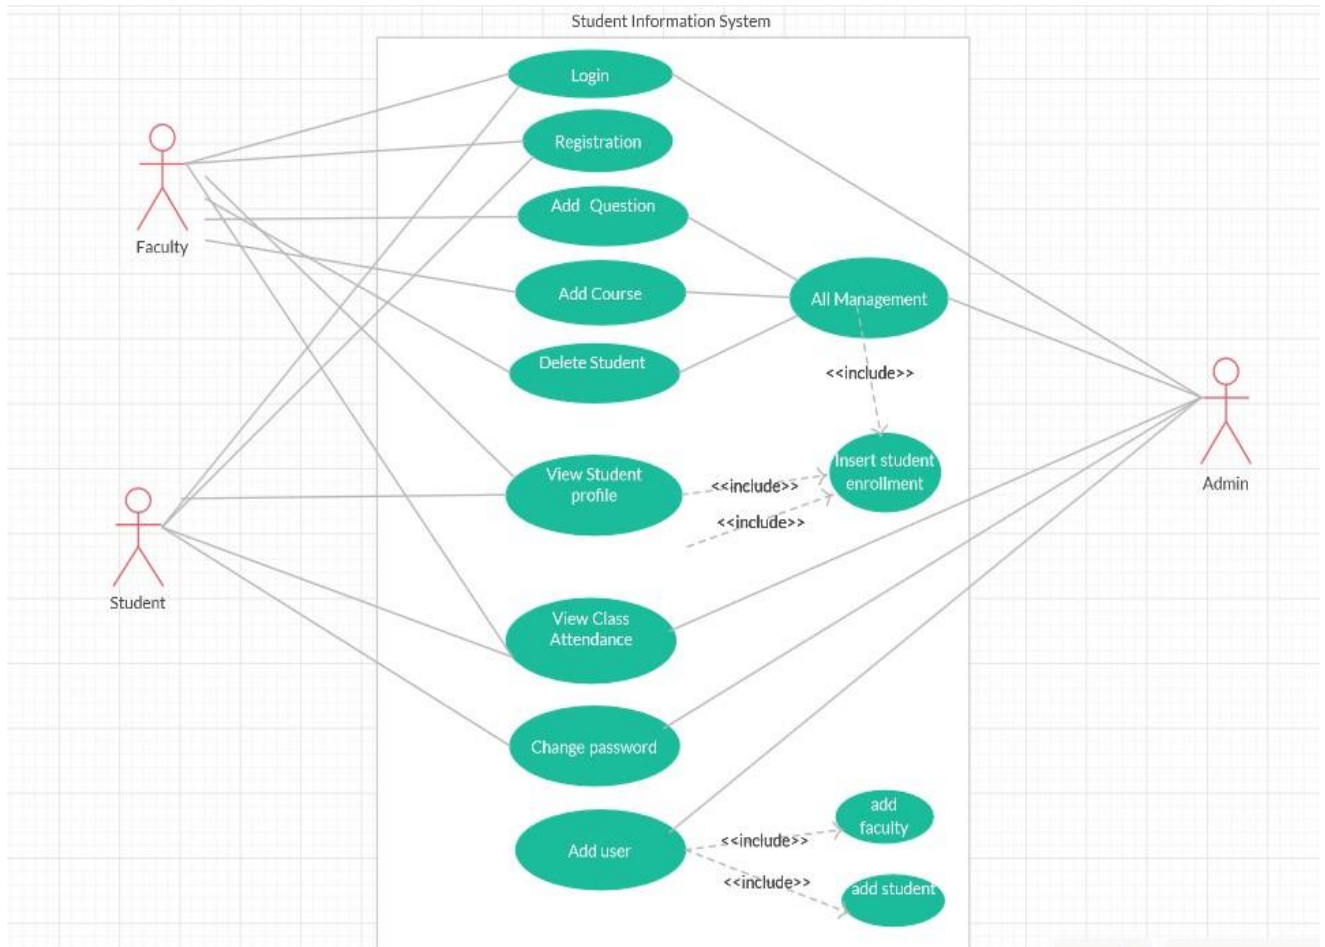 Student Information System
Login
Registration
Faculty
Add Question
Add Course
All Management
Delete Student
<<include>>
View Student
profile
<<include>>
Insert student
enrollment
<<include>>
Admin
Student
View Class
Attendance
Change password
add
faculty
Add user
<<include>>
<<include>>
add student